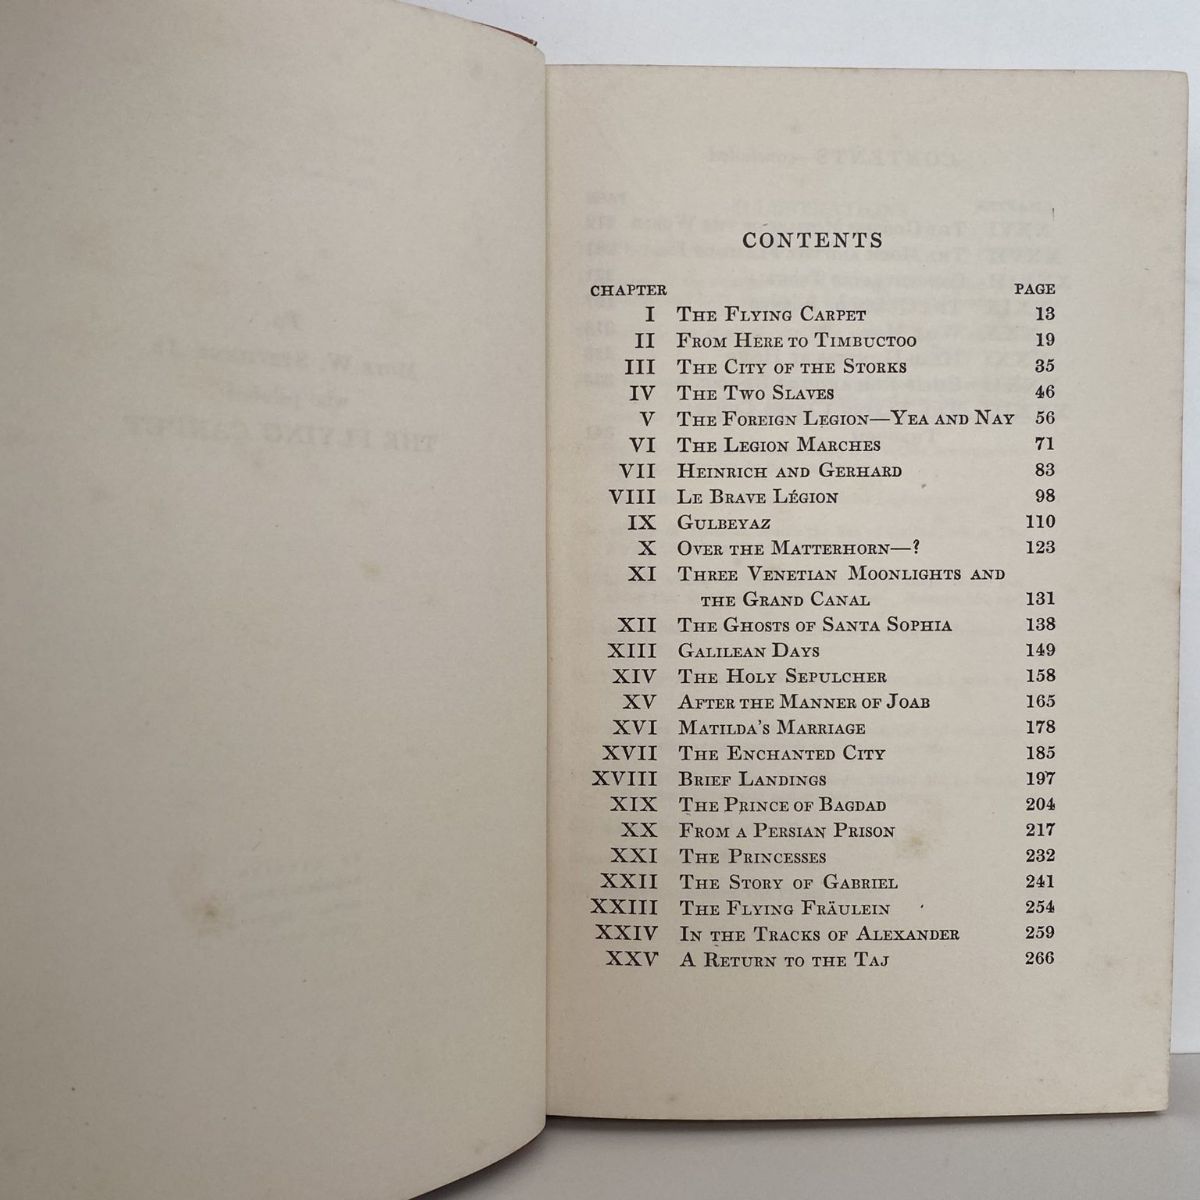 CONTENTS
CHAPTER PAGE
I THE FLYING CARPET 13
II FROM HERE TO TIMBUCTOO 19
III THE CITY OF THE STORKS 35
IV THE TWO SLAVES 46
V THE FOREIGN LEGION—YEA AND NAY 56
VI THE LEGION MARCHES 71
VII HEINRICH AND GERHARD 83
VIII LE BRAVE LÉGION 98
IX GULBEYAZ 110
X OVER THE MATTERHORN—? 123
XI THREE VENETIAN MOONLIGHTS AND
THE GRAND CANAL 131
XII THE GHOSTS OF SANTA SOPHIA 138
XIII GALILEAN DAYS 149
XIV THE HOLY SEPULCHER 158
XV AFTER THE MANNER OF JOAB 165
XVI MATILDA'S MARRIAGE 178
XVII THE ENCHANTED CITY 185
XVIII BRIEF LANDINGS 197
XIX THE PRINCE OF BAGDAD 204
XX FROM A PERSIAN PRISON 217
XXI THE PRINCESSES 232
XXII THE STORY OF GABRIEL 241
XXIII THE FLYING FRÄULEIN 254
XXIV IN THE TRACKS OF ALEXANDER 259
XXV A RETURN TO THE TAJ 266